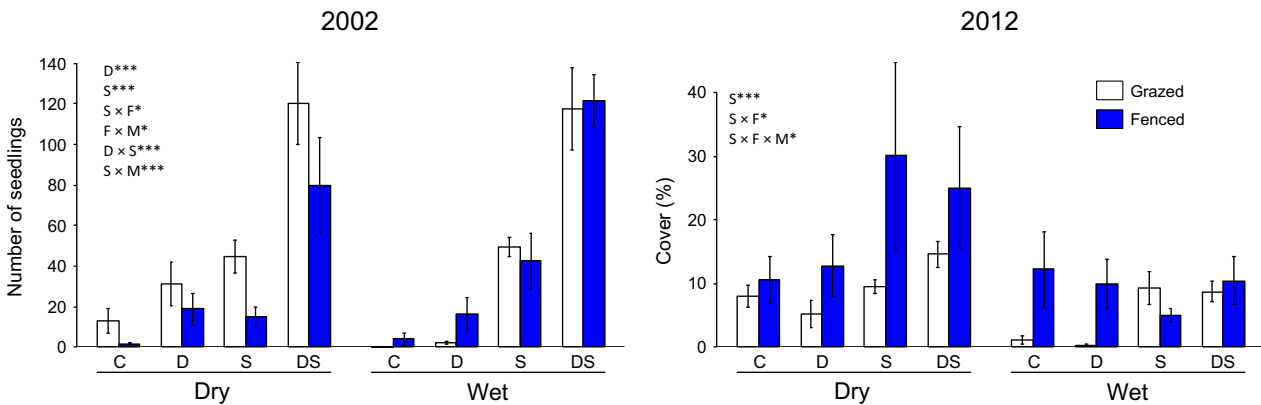 2002
2012
Number of seedlings
140
120
100
80
60
40
20
0
D***
S***
S × F*
F × M*
D × S***
S × M***
C D S DS C D S DS
Dry Wet
Cover (%)
40
30
20
10
0
S***
S × F*
S × F × M*
Grazed
Fenced
C D S DS C D S DS
Dry Wet